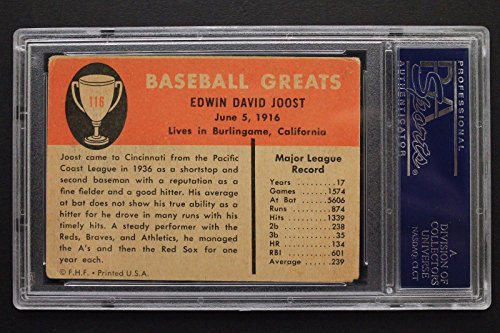 116
BASEBALL GREATS
EDWIN DAVID JOOST
June 5, 1916
Lives in Burlingame, California
Joost came to Cincinnati from the Pacific
Coast League in 1936 as a shortstop and
second baseman with a reputation as a
fine fielder and a good hitter. His average
at bat does not show his true ability as a
hitter for he drove in many runs with his
timely hits. A steady performer with the
Reds, Braves, and Athletics, he managed
the A's and then the Red Sox for one
year each.
© F.H.F. • Printed U.S.A.
Major League
Record
Years . . . . . 17
Games . . . . 1574
At Bat . . . . 5606
Runs . . . . . 874
Hits . . . . . 1339
2b . . . . . . 238
3b . . . . . . 35
HR . . . . . . 134
RBI . . . . . . 601
Average . . . . .239
PROFESSIONAL
PSA
Sports
AUTHENTICATOR
A
DIVISION OF
COLLECTORS
UNIVERSE
NASDAQ: CLCT